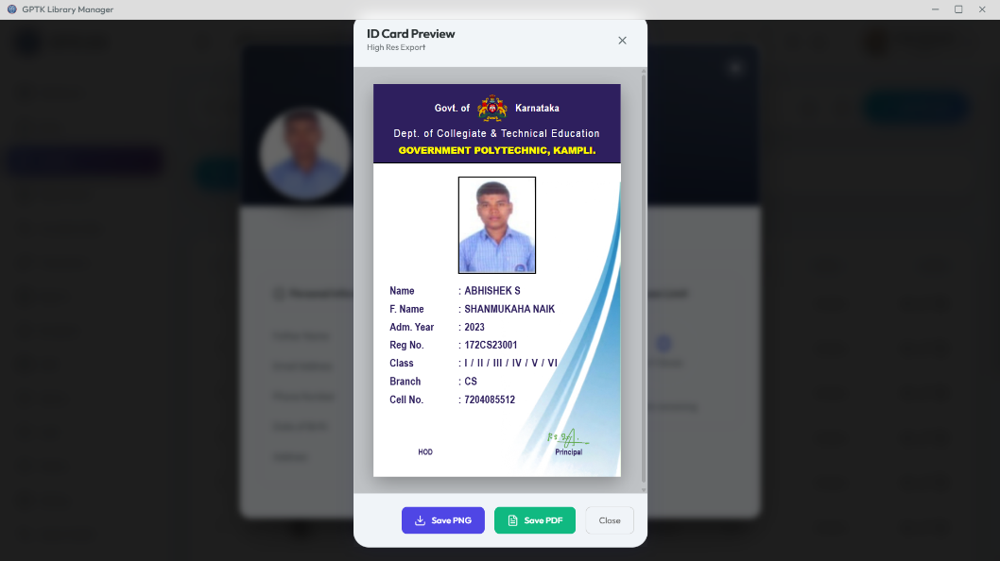 GPTK Library Manager
ID Card Preview
High Res Export
Govt. of Karnataka
Dept. of Collegiate & Technical Education
GOVERNMENT POLYTECHNIC, KAMPLI.
Name : ABHISHEK S
F. Name : SHANMUKAHA NAIK
Adm. Year : 2023
Reg No. : 172CS23001
Class : I / II / III / IV / V / VI
Branch : CS
Cell No. : 7204085512
HOD Principal
Save PNG Save PDF Close